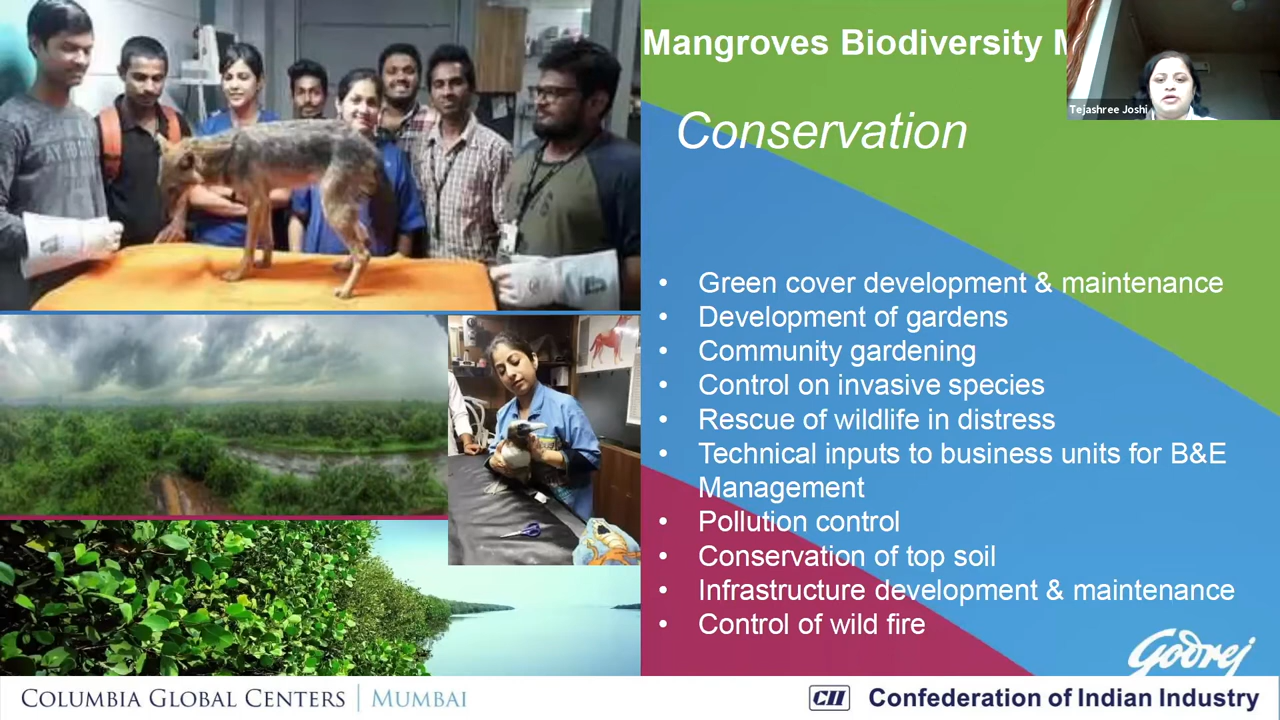 Mangroves Biodiversity
Tejashree Joshi
Conservation
• Green cover development & maintenance
• Development of gardens
• Community gardening
• Control on invasive species
• Rescue of wildlife in distress
• Technical inputs to business units for B&E
Management
• Pollution control
• Conservation of top soil
• Infrastructure development & maintenance
• Control of wild fire
Godrej
COLUMBIA GLOBAL CENTERS | MUMBAI
CII Confederation of Indian Industry